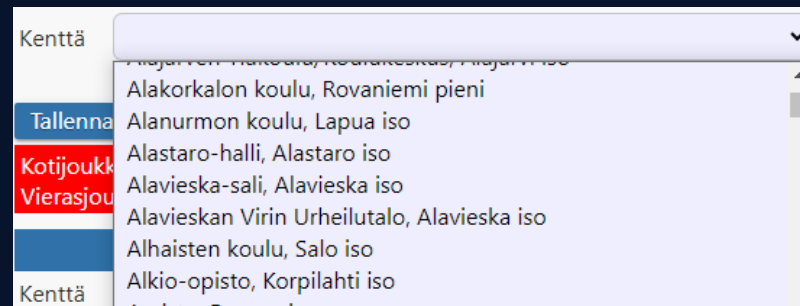 Kenttä
Alakorkalon koulu, Rovaniemi pieni
Alanurmon koulu, Lapua iso
Tallenna
Alastaro-halli, Alastaro iso
Kotijoukk
Alavieska-sali, Alavieska iso
Vierasjou
Alavieskan Virin Urheilutalo, Alavieska iso
Alhaisten koulu, Salo iso
Alkio-opisto, Korpilahti iso
Kenttä